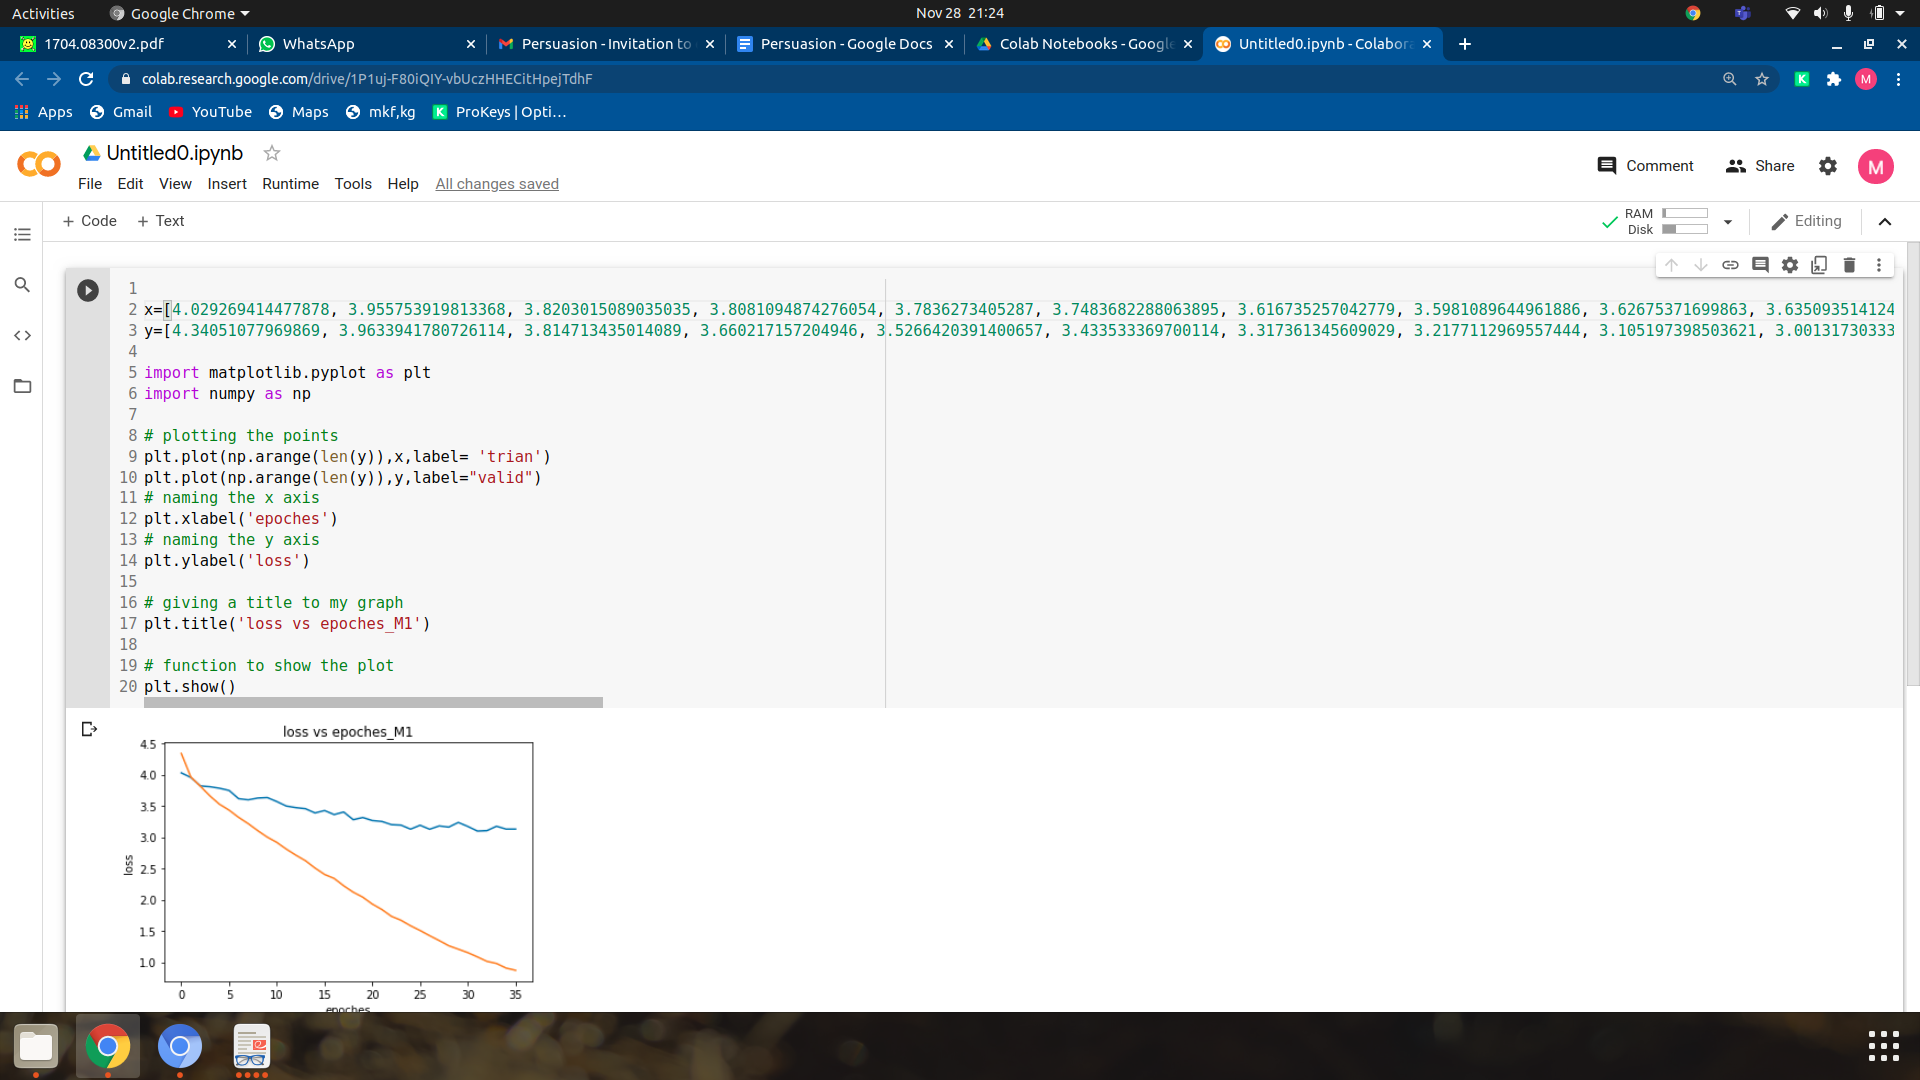 Activities Google Chrome Nov 28 21:24
1704.08300v2.pdf WhatsApp Persuasion - Invitation to Persuasion - Google Docs Colab Notebooks - Google Untitled0.ipynb - Colabora
colab.research.google.com/drive/1P1uj-F80iQIY-vbUczHHECitHpejTdhF
Apps Gmail YouTube Maps mkf,kg ProKeys | Opti...
Untitled0.ipynb
Comment Share M
File Edit View Insert Runtime Tools Help All changes saved
+ Code + Text RAM Disk Editing
1
2 x=[4.029269414477878, 3.955753919813368, 3.8203015089035035, 3.8081094874276054, 3.7836273405287, 3.7483682288063895, 3.616735257042779, 3.5981089644961886, 3.62675371699863, 3.635093514124
3 y=[4.34051077969869, 3.9633941780726114, 3.814713435014089, 3.660217157204946, 3.5266420391400657, 3.433533369700114, 3.317361345609029, 3.2177112969557444, 3.105197398503621, 3.00131730333
4
5 import matplotlib.pyplot as plt
6 import numpy as np
7
8 # plotting the points
9 plt.plot(np.arange(len(y)),x,label= 'trian')
10 plt.plot(np.arange(len(y)),y,label="valid")
11 # naming the x axis
12 plt.xlabel('epoches')
13 # naming the y axis
14 plt.ylabel('loss')
15
16 # giving a title to my graph
17 plt.title('loss vs epoches_M1')
18
19 # function to show the plot
20 plt.show()
loss vs epoches_M1
4.5
4.0
3.5
3.0
loss
2.5
2.0
1.5
1.0
0 5 10 15 20 25 30 35
epoches